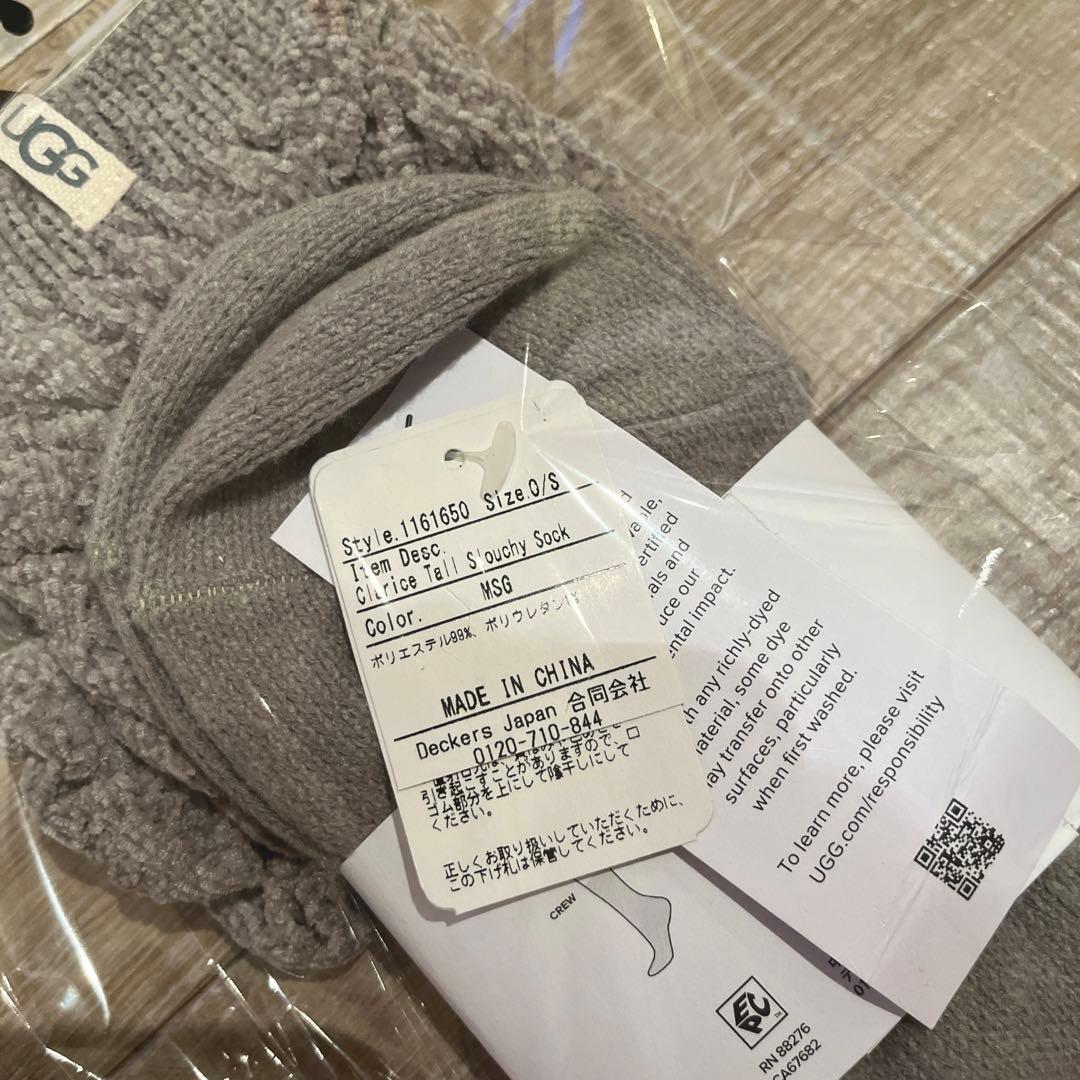 UGG
Style.1161650 Size.O/S
Item Desc.
Clarice Tall Slouchy Sock
Color. MSG
ポリエステル99%、ポリウレタン
MADE IN CHINA
Deckers Japan 合同会社
0120-710-844
引き起こすことがありますので、口
ゴム部分を上にして陰干しにして
ください。
正しくお取り扱いしていただくために、
この下げ札は保管してください。
uce our
ental impact.
any richly-dyed
aterial, some dye
ay transfer onto other
surfaces, particularly
when first washed.
To learn more, please visit
UGG.com/responsibility
CREW
EPC
RN 88276
CA67682